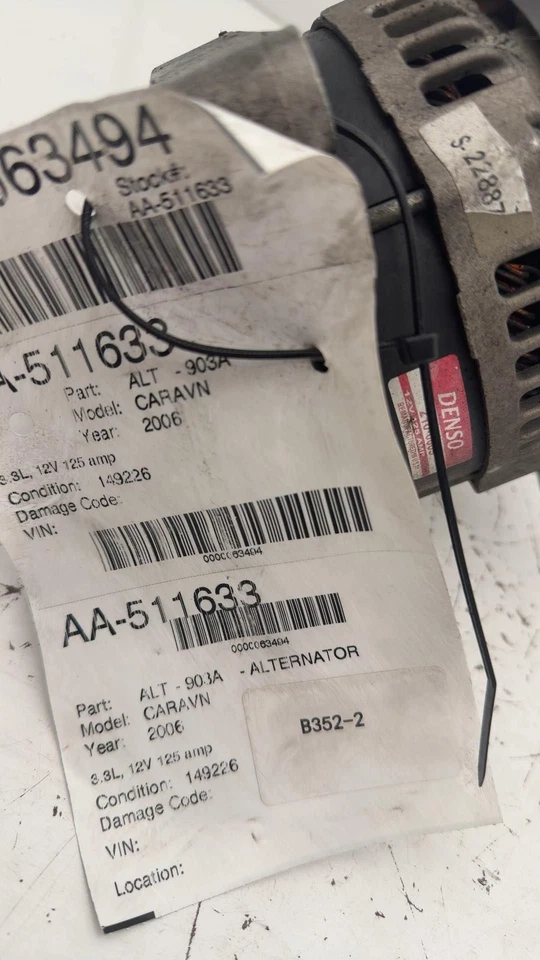 063494
Stock#:
AA-511633
A-511633
Part: ALT - 903A
Model: CARAVN
Year: 2006
3.3L, 12V 125 amp
Condition: 149226
Damage Code:
VIN:
0000063494
AA-511633
0000063494
Part: ALT - 903A - ALTERNATOR
Model: CARAVN
Year: 2006
3.3L, 12V 125 amp
Condition: 149226
Damage Code:
VIN:
Location:
B352-2
DENSO
S-22887